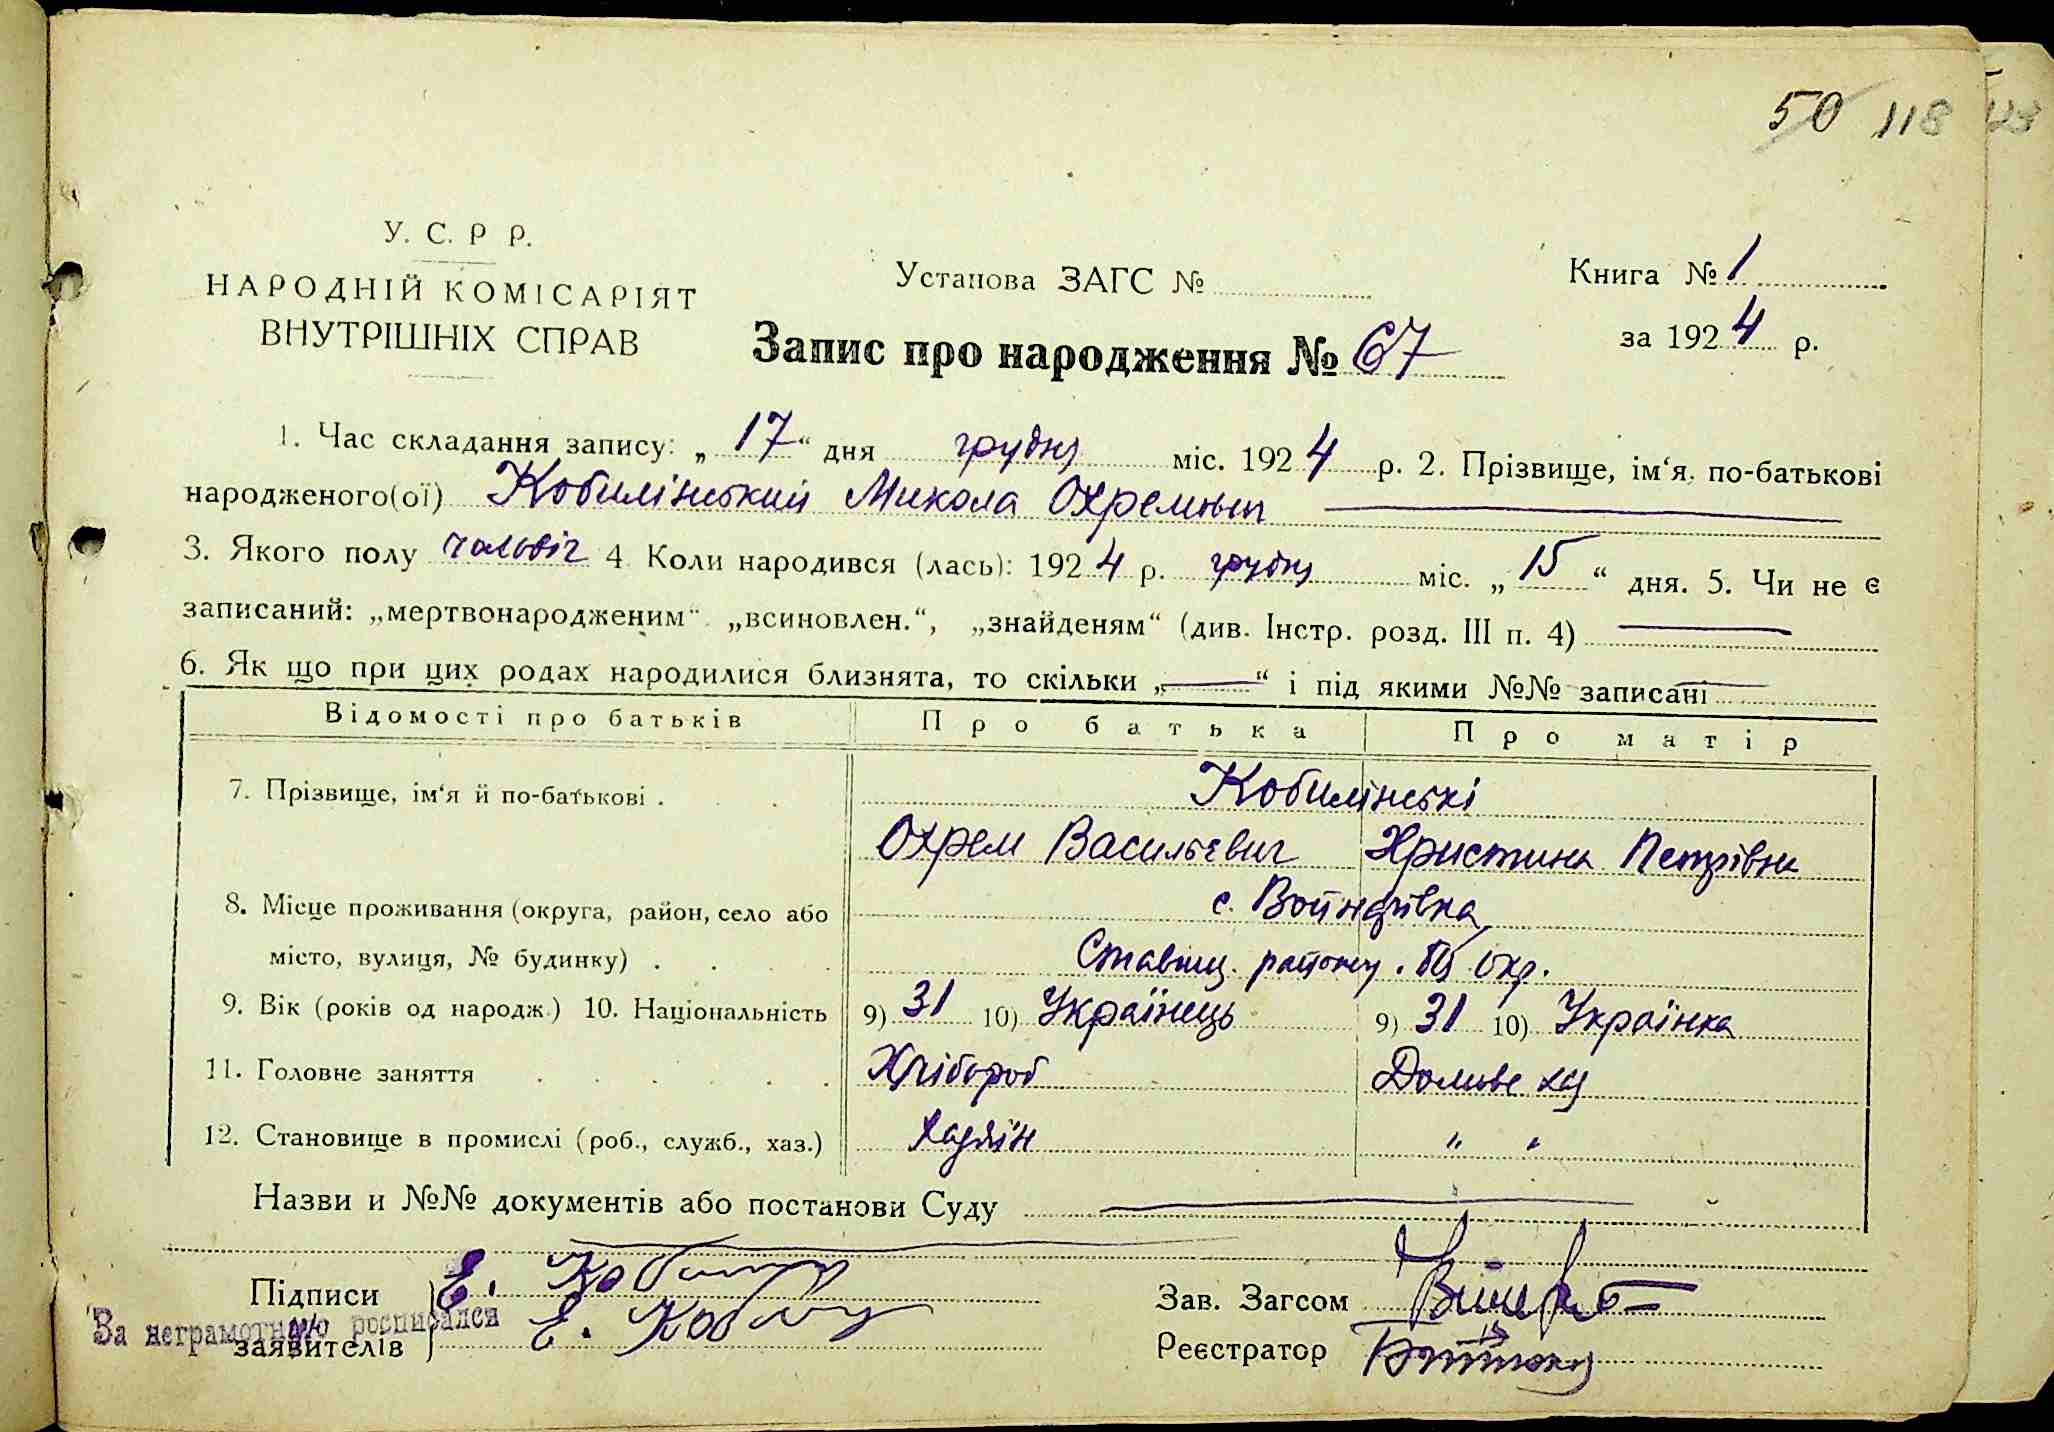 50 118
У. С. Р Р.
НАРОДНІЙ КОМІСАРІЯТ
ВНУТРІШНІХ СПРАВ
Установа ЗАГС №
Книга № 1
за 1924 р.
Запис про народження № 67
1. Час складання запису: „17“ дня грудня міс. 1924 р. 2. Прізвище, ім‘я, по-батькові
народженого(ої) Кобилінський Микола Охремович
3. Якого полу чоловіч 4 Коли народився (лась): 1924 р. грудня міс. „15“ дня. 5. Чи не є
записаний: „мертвонародженим“ „всиновлен.“, „знайденям“ (див. Інстр. розд. III п. 4)
6. Як що при цих родах народилися близнята, то скільки „ “ і під якими №№ записані
Відомості про батьків Про батька Про матір
7. Прізвище, ім‘я й по-батькові . Кобилінські
Охрем Васильевич Христина Петрівна
8. Місце проживання (округа, район, село або с. Войнарівка
місто, вулиця, № будинку) . Ставищ. району. БЦ окр.
9. Вік (років од народж.) 10. Національність 9) 31 10) Українець 9) 31 10) Українка
11. Головне заняття Хлібороб Домове хаз
12. Становище в промислі (роб., служб., хаз.) Хазяїн " "
Назви и №№ документів або постанови Суду
Підписи
заявителів
Е.
Е.
За неграмотную росписался
Зав. Загсом
Реєстратор